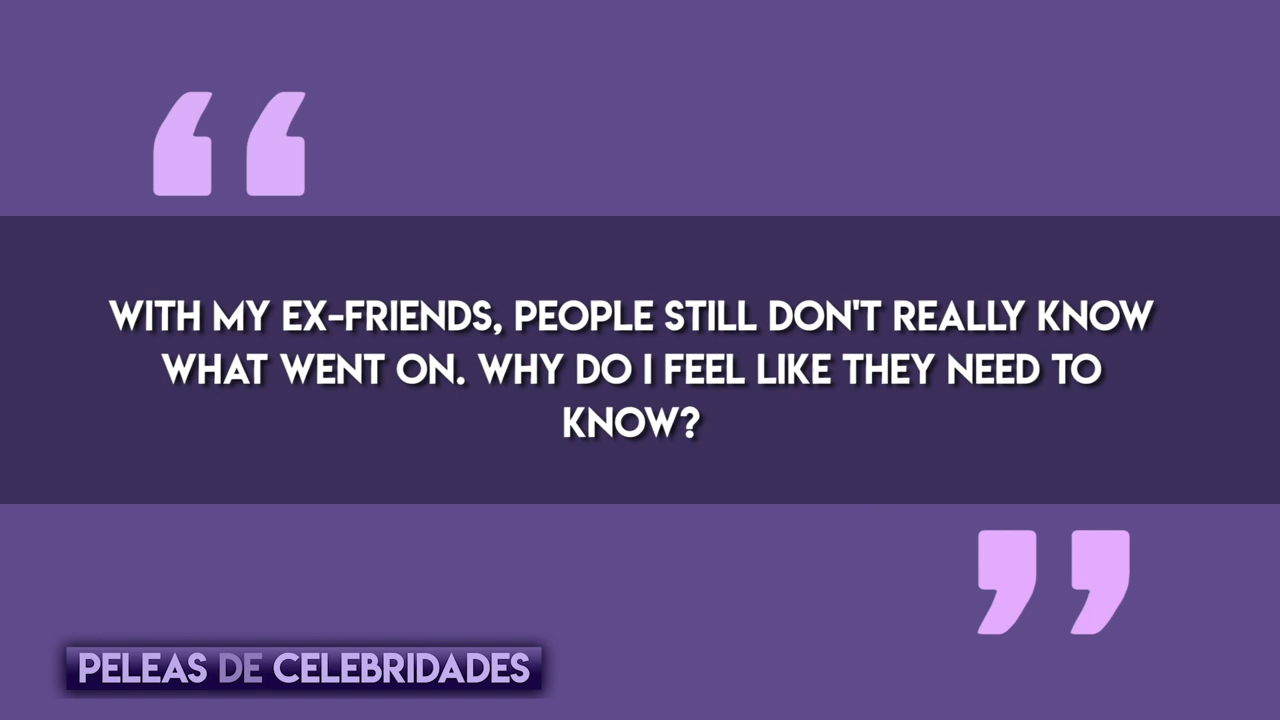 WITH MY EX-FRIENDS, PEOPLE STILL DON'T REALLY KNOW
WHAT WENT ON. WHY DO I FEEL LIKE THEY NEED TO
KNOW?
PELEAS DE CELEBRIDADES